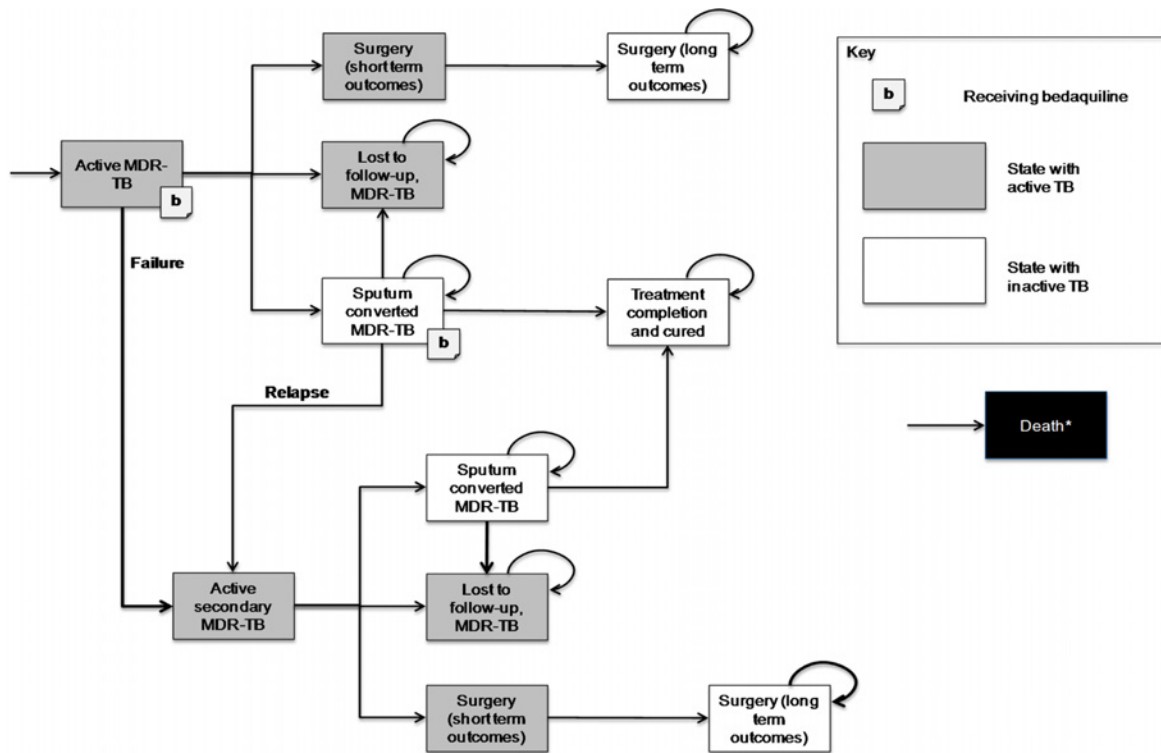 Surgery
(short term
outcomes)
Surgery (long
term
outcomes)
Key
b
Receiving bedaquiline
Active MDR-
TB
b
Lost to
follow-up,
MDR-TB
State with
active TB
Failure
Sputum
converted
MDR-TB
b
Treatment
completion
and cured
State with
inactive TB
Relapse
Death*
Sputum
converted
MDR-TB
Active
secondary
MDR-TB
Lost to
follow-up,
MDR-TB
Surgery
(short term
outcomes)
Surgery (long
term
outcomes)